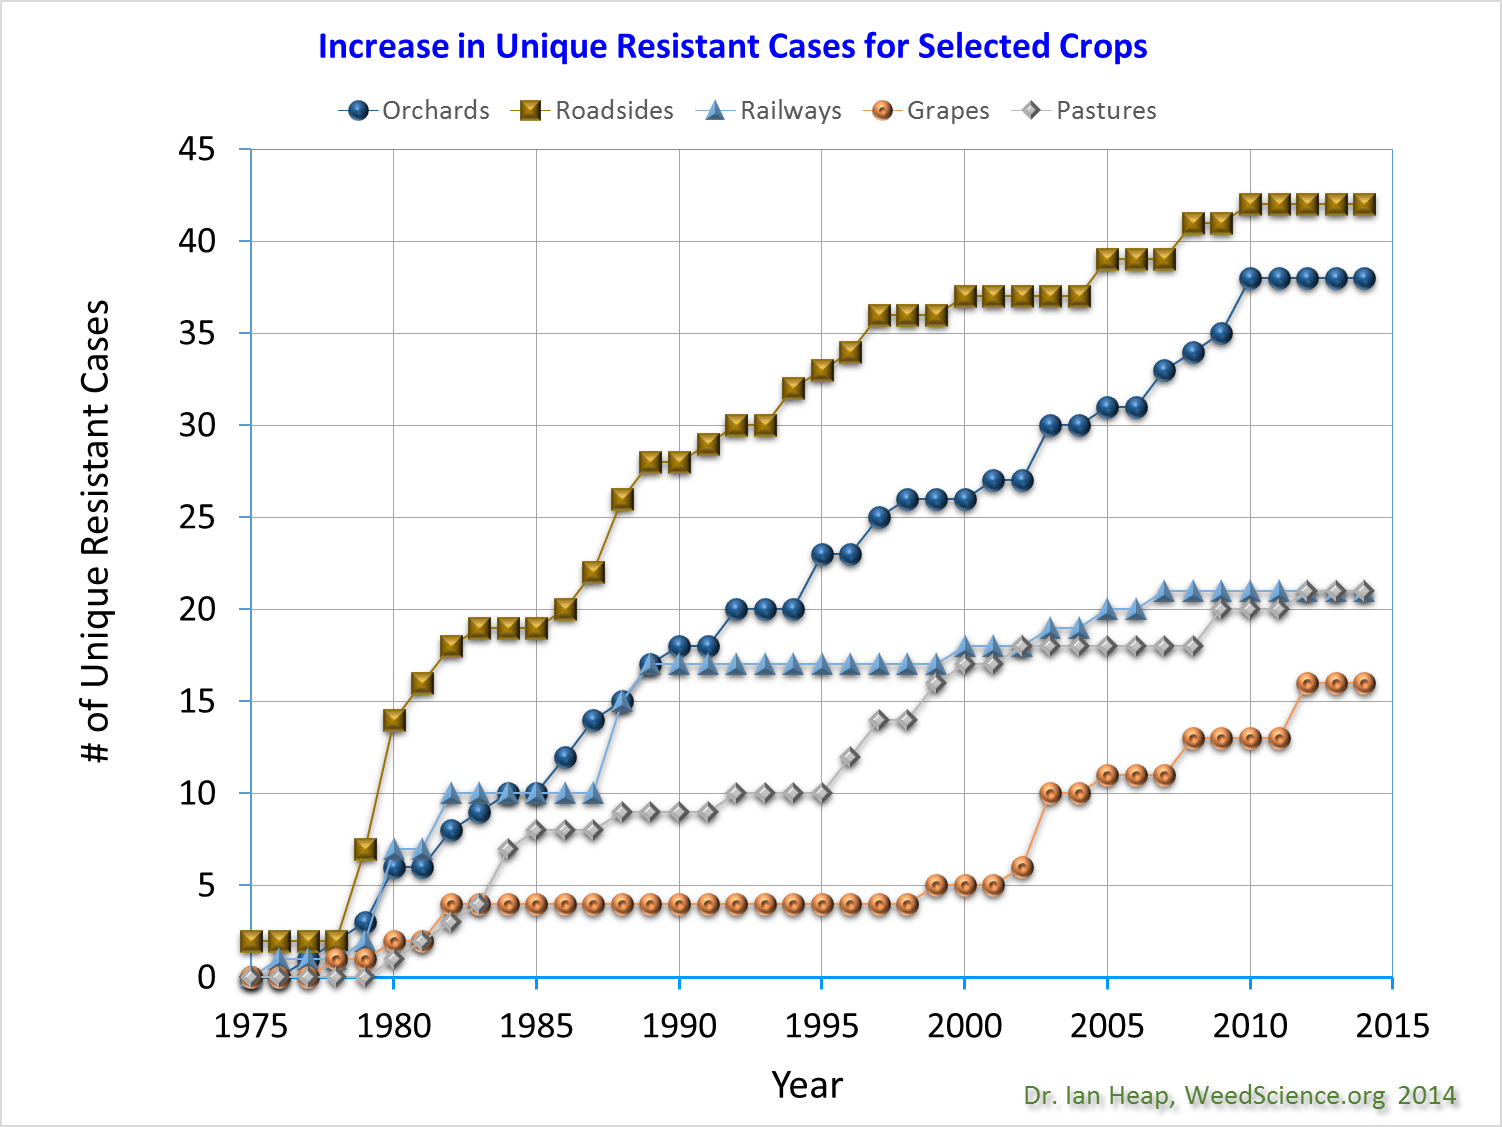 Increase in Unique Resistant Cases for Selected Crops
Orchards Roadsides Railways Grapes Pastures
45
40
35
30
25
20
15
10
5
0
# of Unique Resistant Cases
1975 1980 1985 1990 1995 2000 2005 2010 2015
Year
Dr. Ian Heap, WeedScience.org 2014